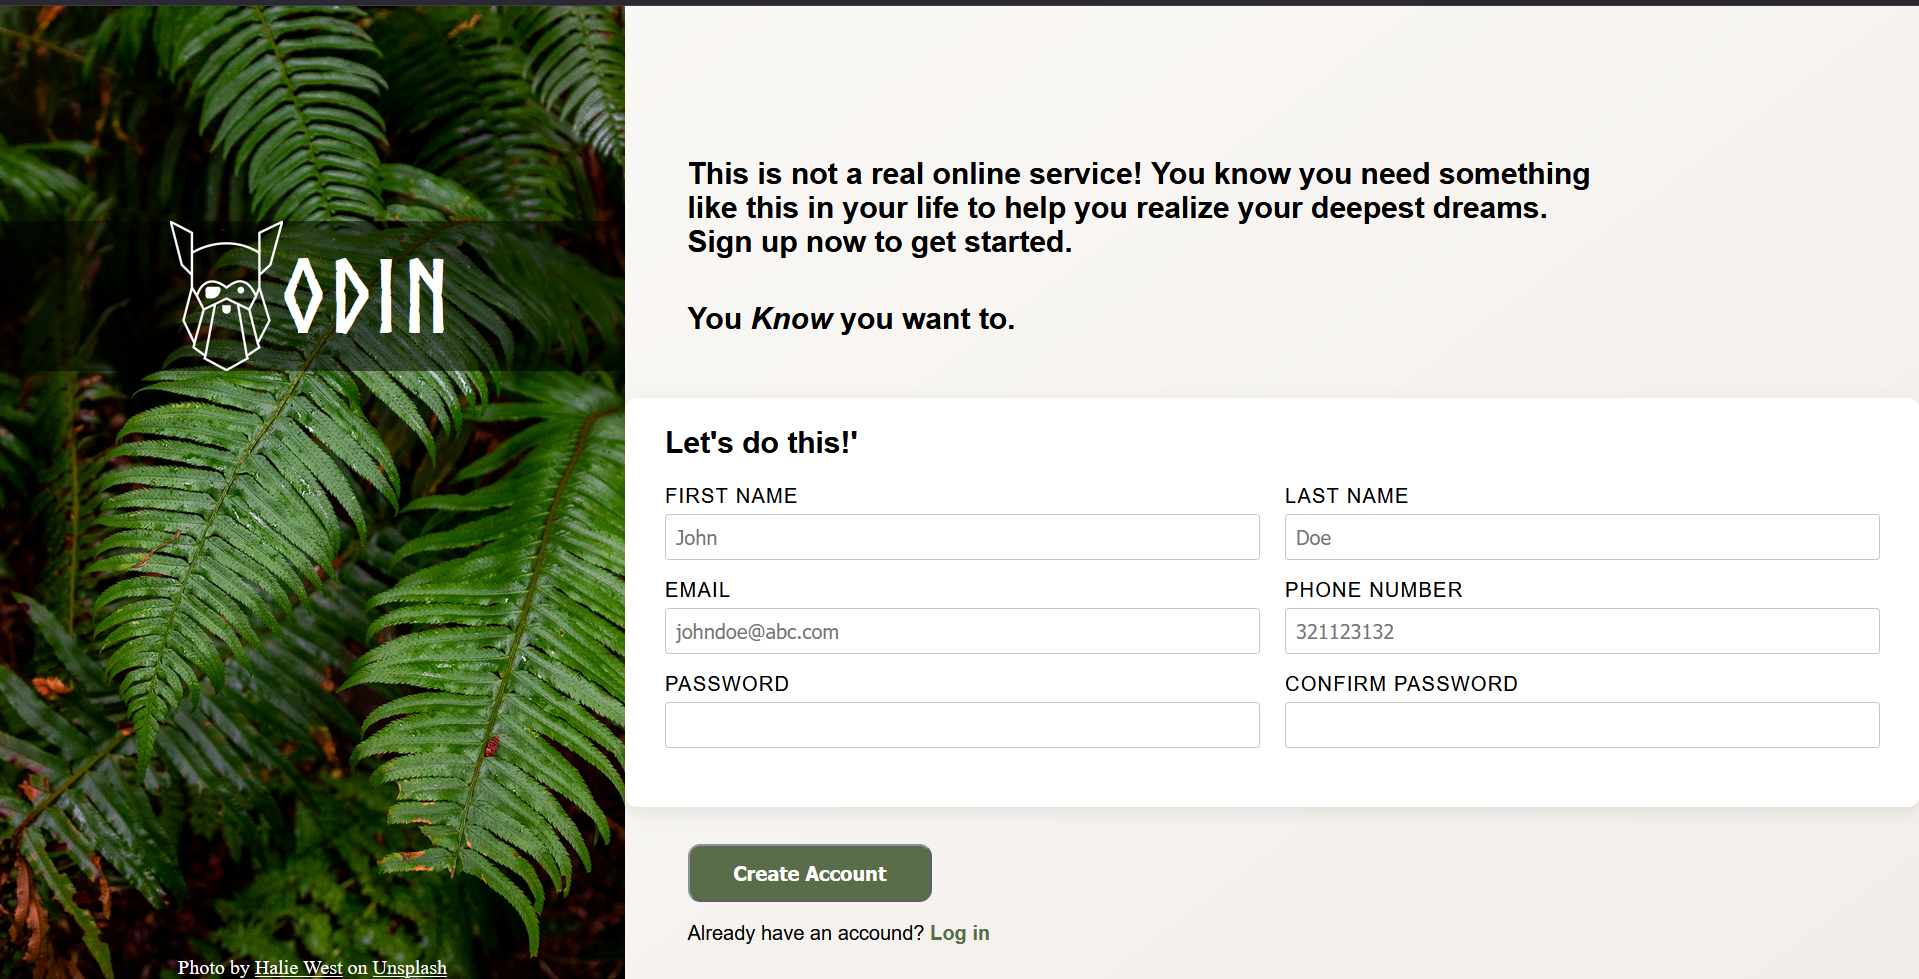 ODIN
Photo by Halie West on Unsplash
This is not a real online service! You know you need something
like this in your life to help you realize your deepest dreams.
Sign up now to get started.
You Know you want to.
Let's do this!'
FIRST NAME
John
LAST NAME
Doe
EMAIL
johndoe@abc.com
PHONE NUMBER
321123132
PASSWORD
CONFIRM PASSWORD
Create Account
Already have an accound? Log in